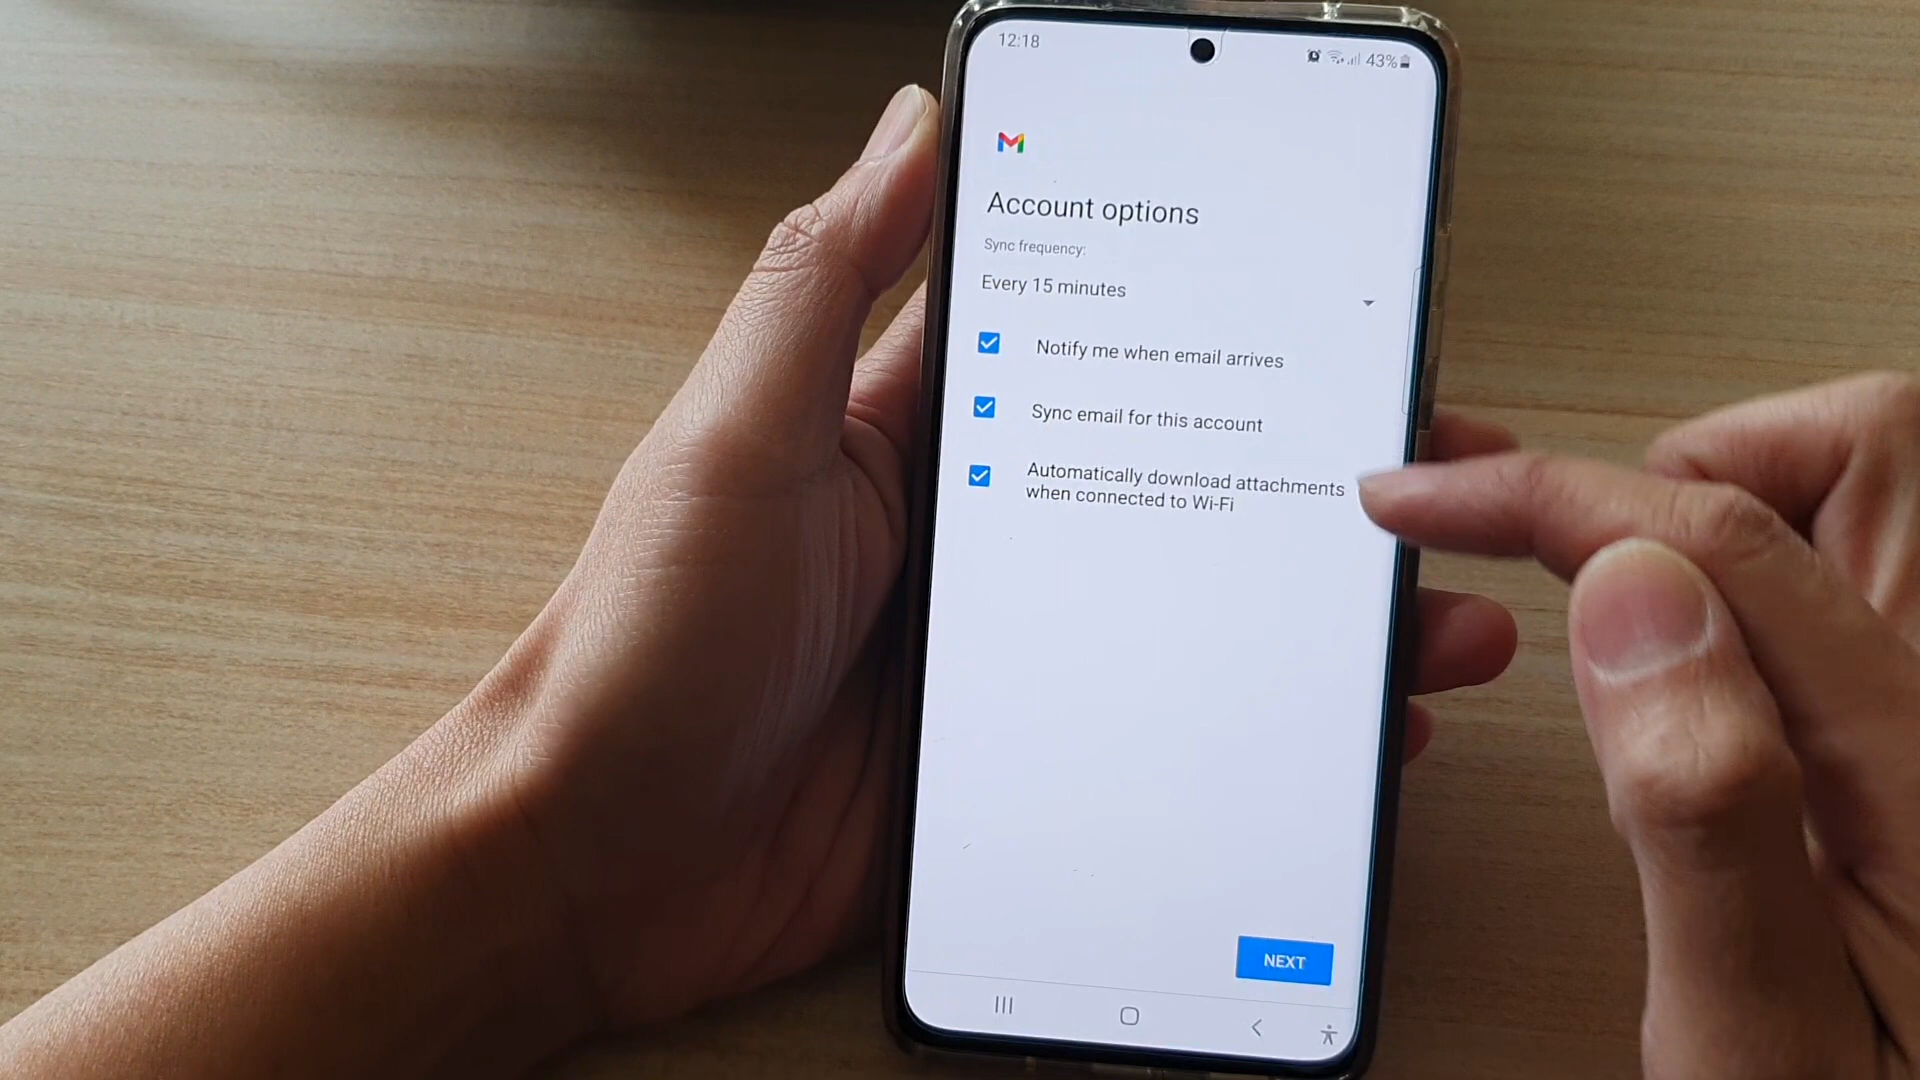 12:18
43%
Account options
Sync frequency:
Every 15 minutes
Notify me when email arrives
Sync email for this account
Automatically download attachments
when connected to Wi-Fi
NEXT